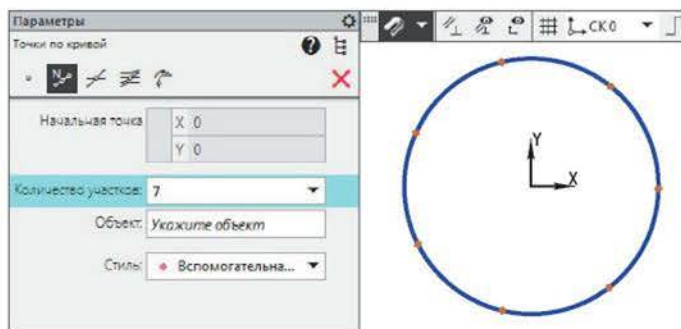 Параметры
Точки по кривой
СК 0
Начальная точка
X 0
Y 0
Количество участков: 7
Объект: Укажите объект
Стиль: Вспомогательна...
Y
X